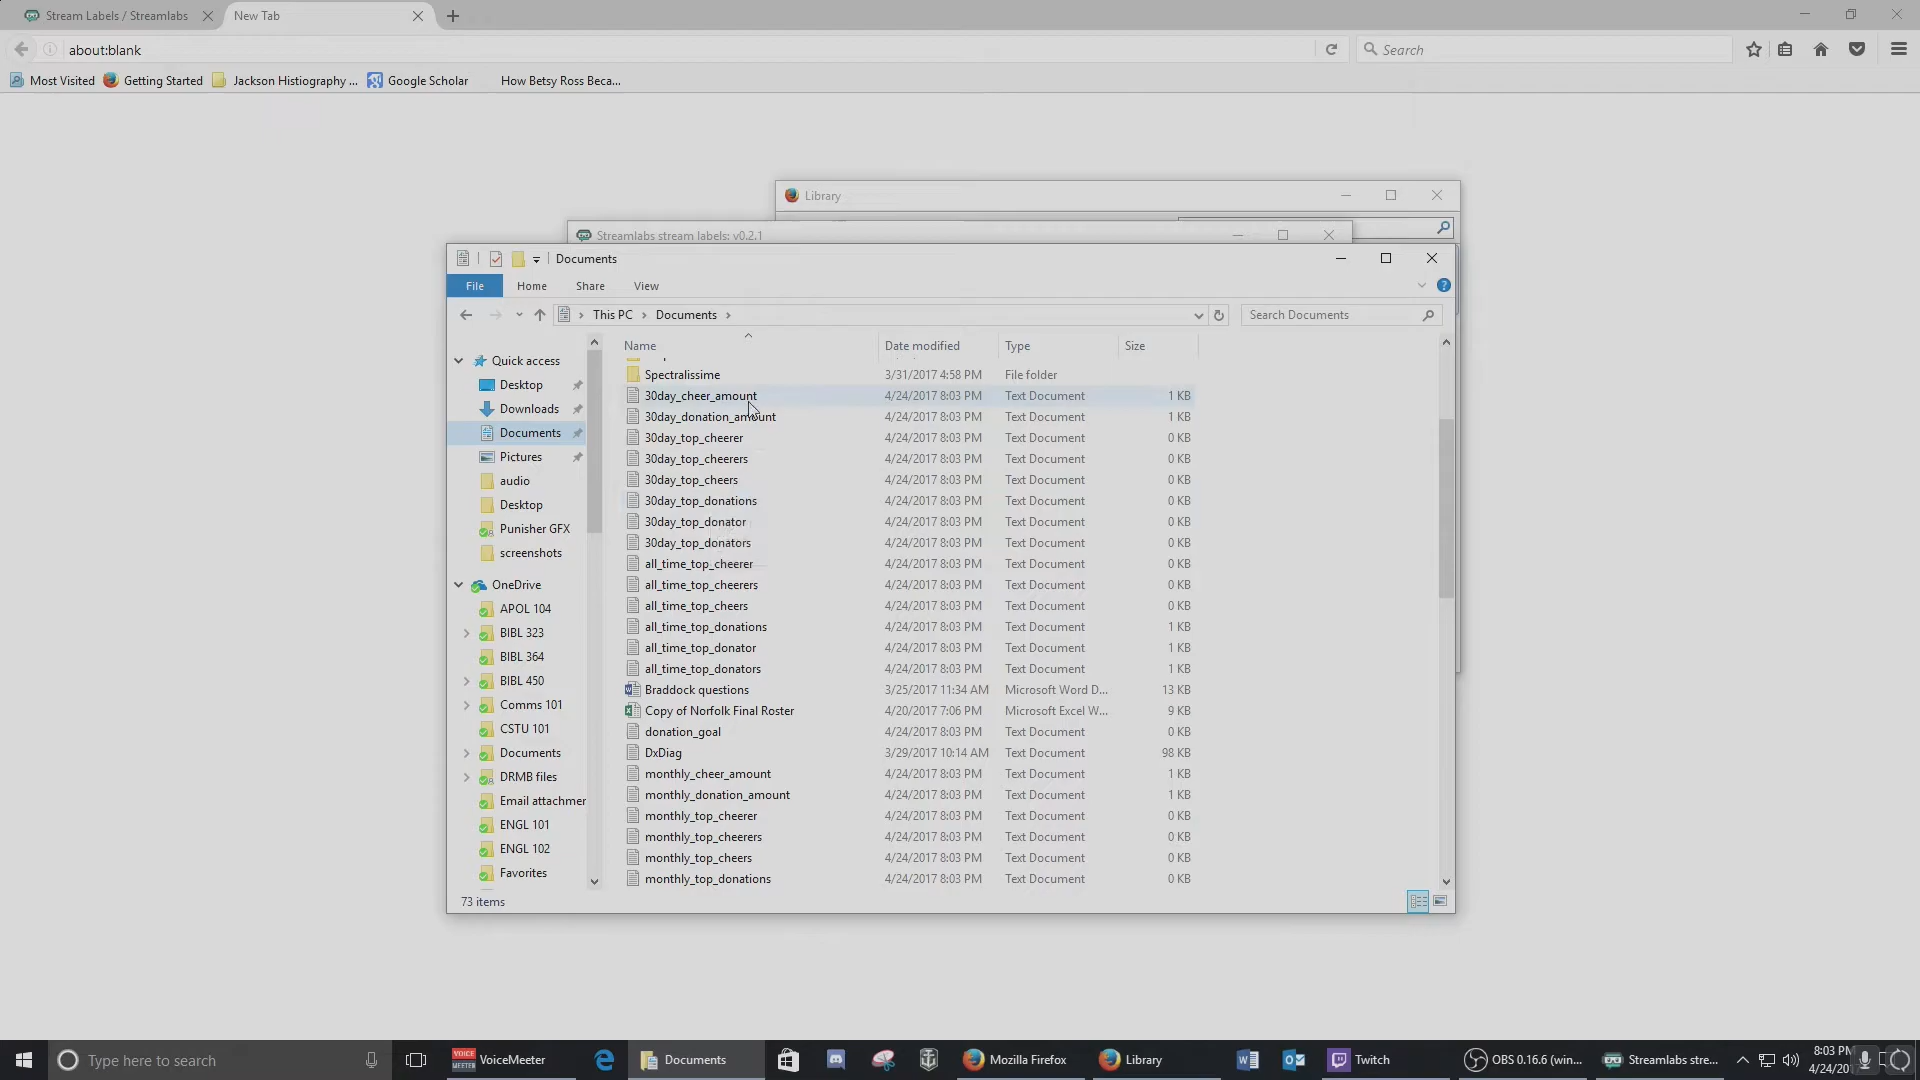 Stream Labels / Streamlabs
New Tab
about:blank
Search
Most Visited
Getting Started
Jackson Histiography ...
Google Scholar
How Betsy Ross Beca...
Library
Streamlabs stream labels: v0.2.1
Documents
File
Home
Share
View
This PC
Documents
Search Documents
Name
Date modified
Type
Size
Quick access
Desktop
Downloads
Documents
Pictures
audio
Desktop
Punisher GFX
screenshots
OneDrive
APOL 104
BIBL 323
BIBL 364
BIBL 450
Comms 101
CSTU 101
Documents
DRMB files
Email attachmer
ENGL 101
ENGL 102
Favorites
Spectralissime 3/31/2017 4:58 PM File folder
30day_cheer_amount 4/24/2017 8:03 PM Text Document 1 KB
30day_donation_amount 4/24/2017 8:03 PM Text Document 1 KB
30day_top_cheerer 4/24/2017 8:03 PM Text Document 0 KB
30day_top_cheerers 4/24/2017 8:03 PM Text Document 0 KB
30day_top_cheers 4/24/2017 8:03 PM Text Document 0 KB
30day_top_donations 4/24/2017 8:03 PM Text Document 0 KB
30day_top_donator 4/24/2017 8:03 PM Text Document 0 KB
30day_top_donators 4/24/2017 8:03 PM Text Document 0 KB
all_time_top_cheerer 4/24/2017 8:03 PM Text Document 0 KB
all_time_top_cheerers 4/24/2017 8:03 PM Text Document 0 KB
all_time_top_cheers 4/24/2017 8:03 PM Text Document 0 KB
all_time_top_donations 4/24/2017 8:03 PM Text Document 1 KB
all_time_top_donator 4/24/2017 8:03 PM Text Document 1 KB
all_time_top_donators 4/24/2017 8:03 PM Text Document 1 KB
Braddock questions 3/25/2017 11:34 AM Microsoft Word D... 13 KB
Copy of Norfolk Final Roster 4/20/2017 7:06 PM Microsoft Excel W... 9 KB
donation_goal 4/24/2017 8:03 PM Text Document 0 KB
DxDiag 3/29/2017 10:14 AM Text Document 98 KB
monthly_cheer_amount 4/24/2017 8:03 PM Text Document 1 KB
monthly_donation_amount 4/24/2017 8:03 PM Text Document 1 KB
monthly_top_cheerer 4/24/2017 8:03 PM Text Document 0 KB
monthly_top_cheerers 4/24/2017 8:03 PM Text Document 0 KB
monthly_top_cheers 4/24/2017 8:03 PM Text Document 0 KB
monthly_top_donations 4/24/2017 8:03 PM Text Document 0 KB
73 items
Type here to search
VOICE MEETER
VoiceMeeter
Documents
Mozilla Firefox
Library
Twitch
OBS 0.16.6 (win...
Streamlabs stre...
8:03 PM
4/24/20